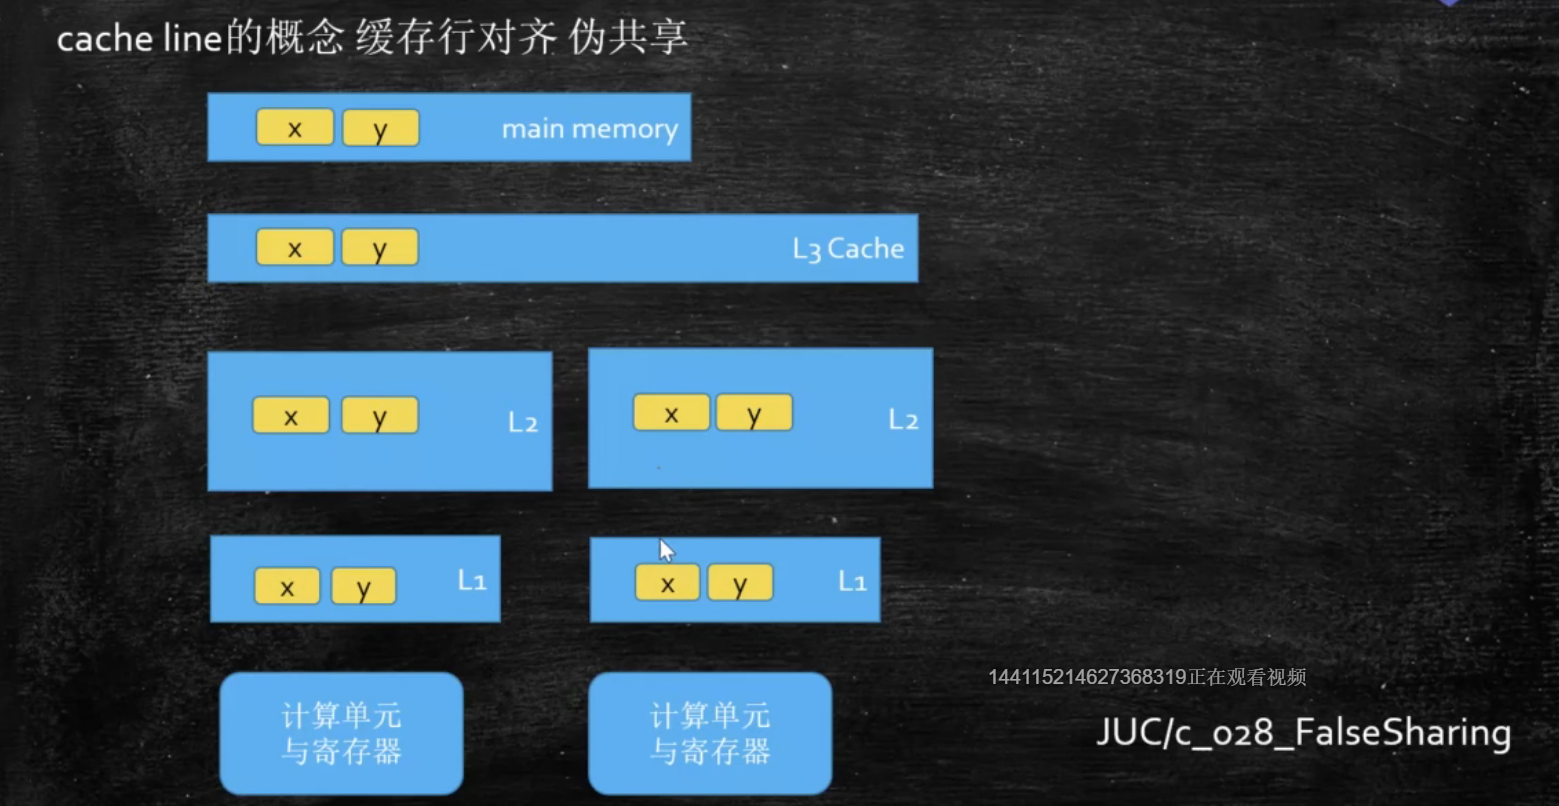 cache line的概念 缓存行对齐 伪共享
x y main memory
x y L3 Cache
x y L2 x y L2
x y L1 x y L1
计算单元
与寄存器
计算单元
与寄存器
144115214627368319正在观看视频
JUC/c_028_FalseSharing